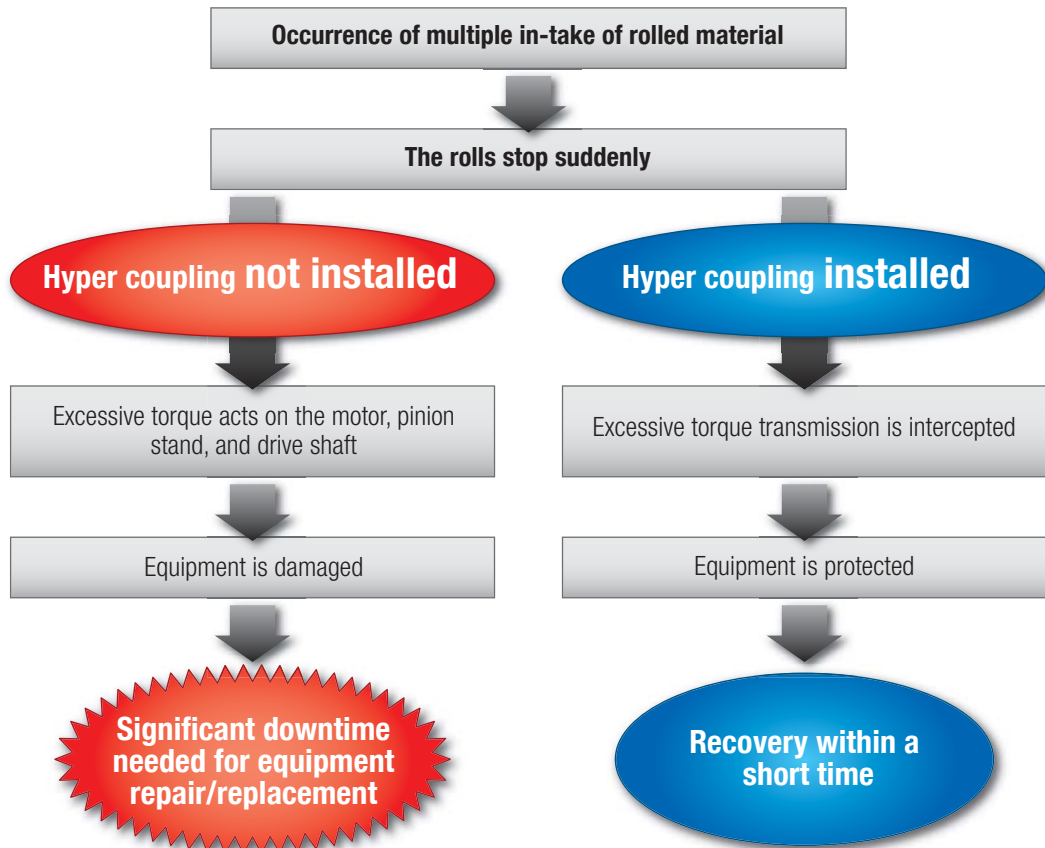 Occurrence of multiple in-take of rolled material
The rolls stop suddenly
Hyper coupling not installed
Hyper coupling installed
Excessive torque acts on the motor, pinion
stand, and drive shaft
Excessive torque transmission is intercepted
Equipment is damaged
Equipment is protected
Significant downtime
needed for equipment
repair/replacement
Recovery within a
short time